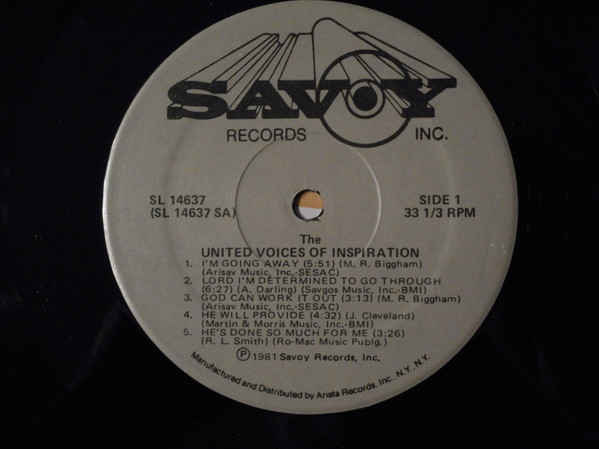 SAVOY
RECORDS INC.
SL 14637
(SL 14637 SA)
SIDE 1
33 1/3 RPM
The
UNITED VOICES OF INSPIRATION
1. I'M GOING AWAY (5:51) (M. R. Biggham)
(Arisav Music, Inc.-SESAC)
2. LORD I'M DETERMINED TO GO THROUGH
(6:27) (A. Darling) (Savgos Music, Inc.-BMI)
3. GOD CAN WORK IT OUT (3:13) (M. R. Biggham)
(Arisav Music, Inc.-SESAC)
4. HE WILL PROVIDE (4:32) (J. Cleveland)
(Martin & Morris Music, Inc.-BMI)
5. HE'S DONE SO MUCH FOR ME (3:26)
(R. L. Smith) (Ro-Mac Music Publg.)
Ⓟ1981 Savoy Records, Inc.
Manufactured and Distributed by Arista Records, Inc., N.Y., N.Y.